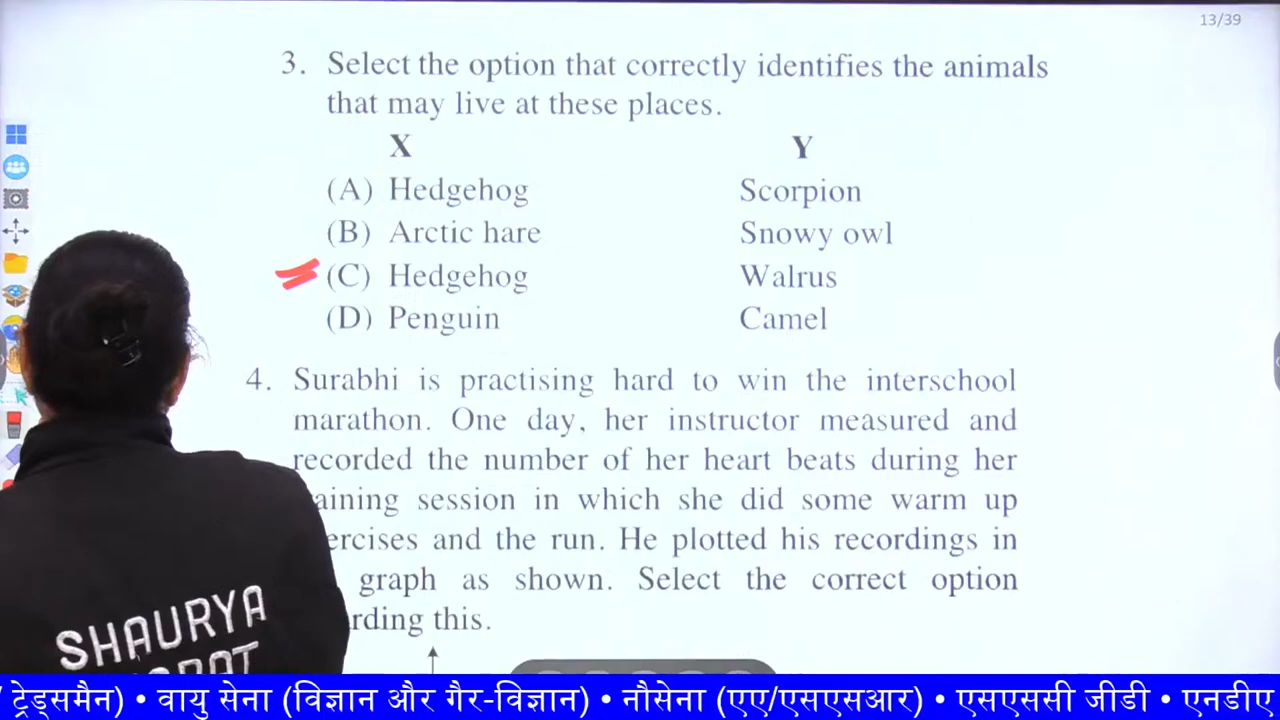 13/39
3. Select the option that correctly identifies the animals
that may live at these places.
X Y
(A) Hedgehog Scorpion
(B) Arctic hare Snowy owl
(C) Hedgehog Walrus
(D) Penguin Camel
4. Surabhi is practising hard to win the interschool
marathon. One day, her instructor measured and
recorded the number of her heart beats during her
aining session in which she did some warm up
ercises and the run. He plotted his recordings in
graph as shown. Select the correct option
rding this.
SHAURYA
ट्रेड्समैन) • वायु सेना (विज्ञान और गैर-विज्ञान) • नौसेना (एए/एसएसआर) • एसएससी जीडी • एनडीए